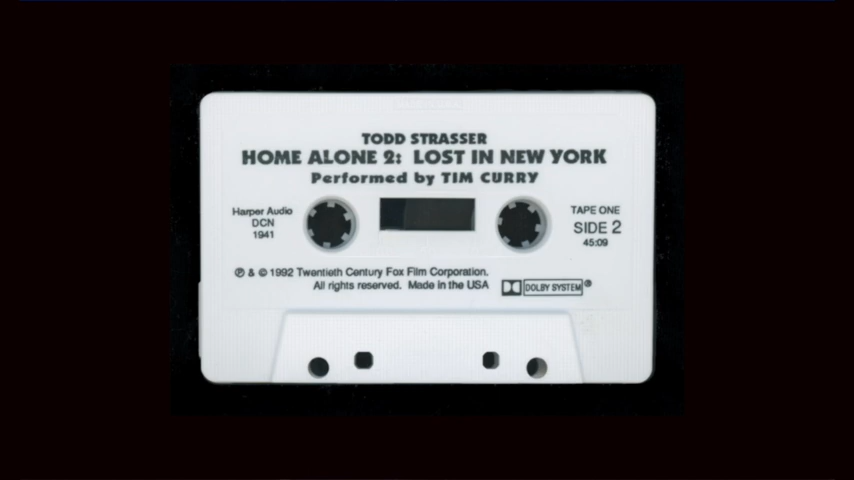 TODD STRASSER
HOME ALONE 2: LOST IN NEW YORK
Performed by TIM CURRY
Harper Audio
DCN
1941
TAPE ONE
SIDE 2
45:09
℗ & © 1992 Twentieth Century Fox Film Corporation.
All rights reserved. Made in the USA
DOLBY SYSTEM®